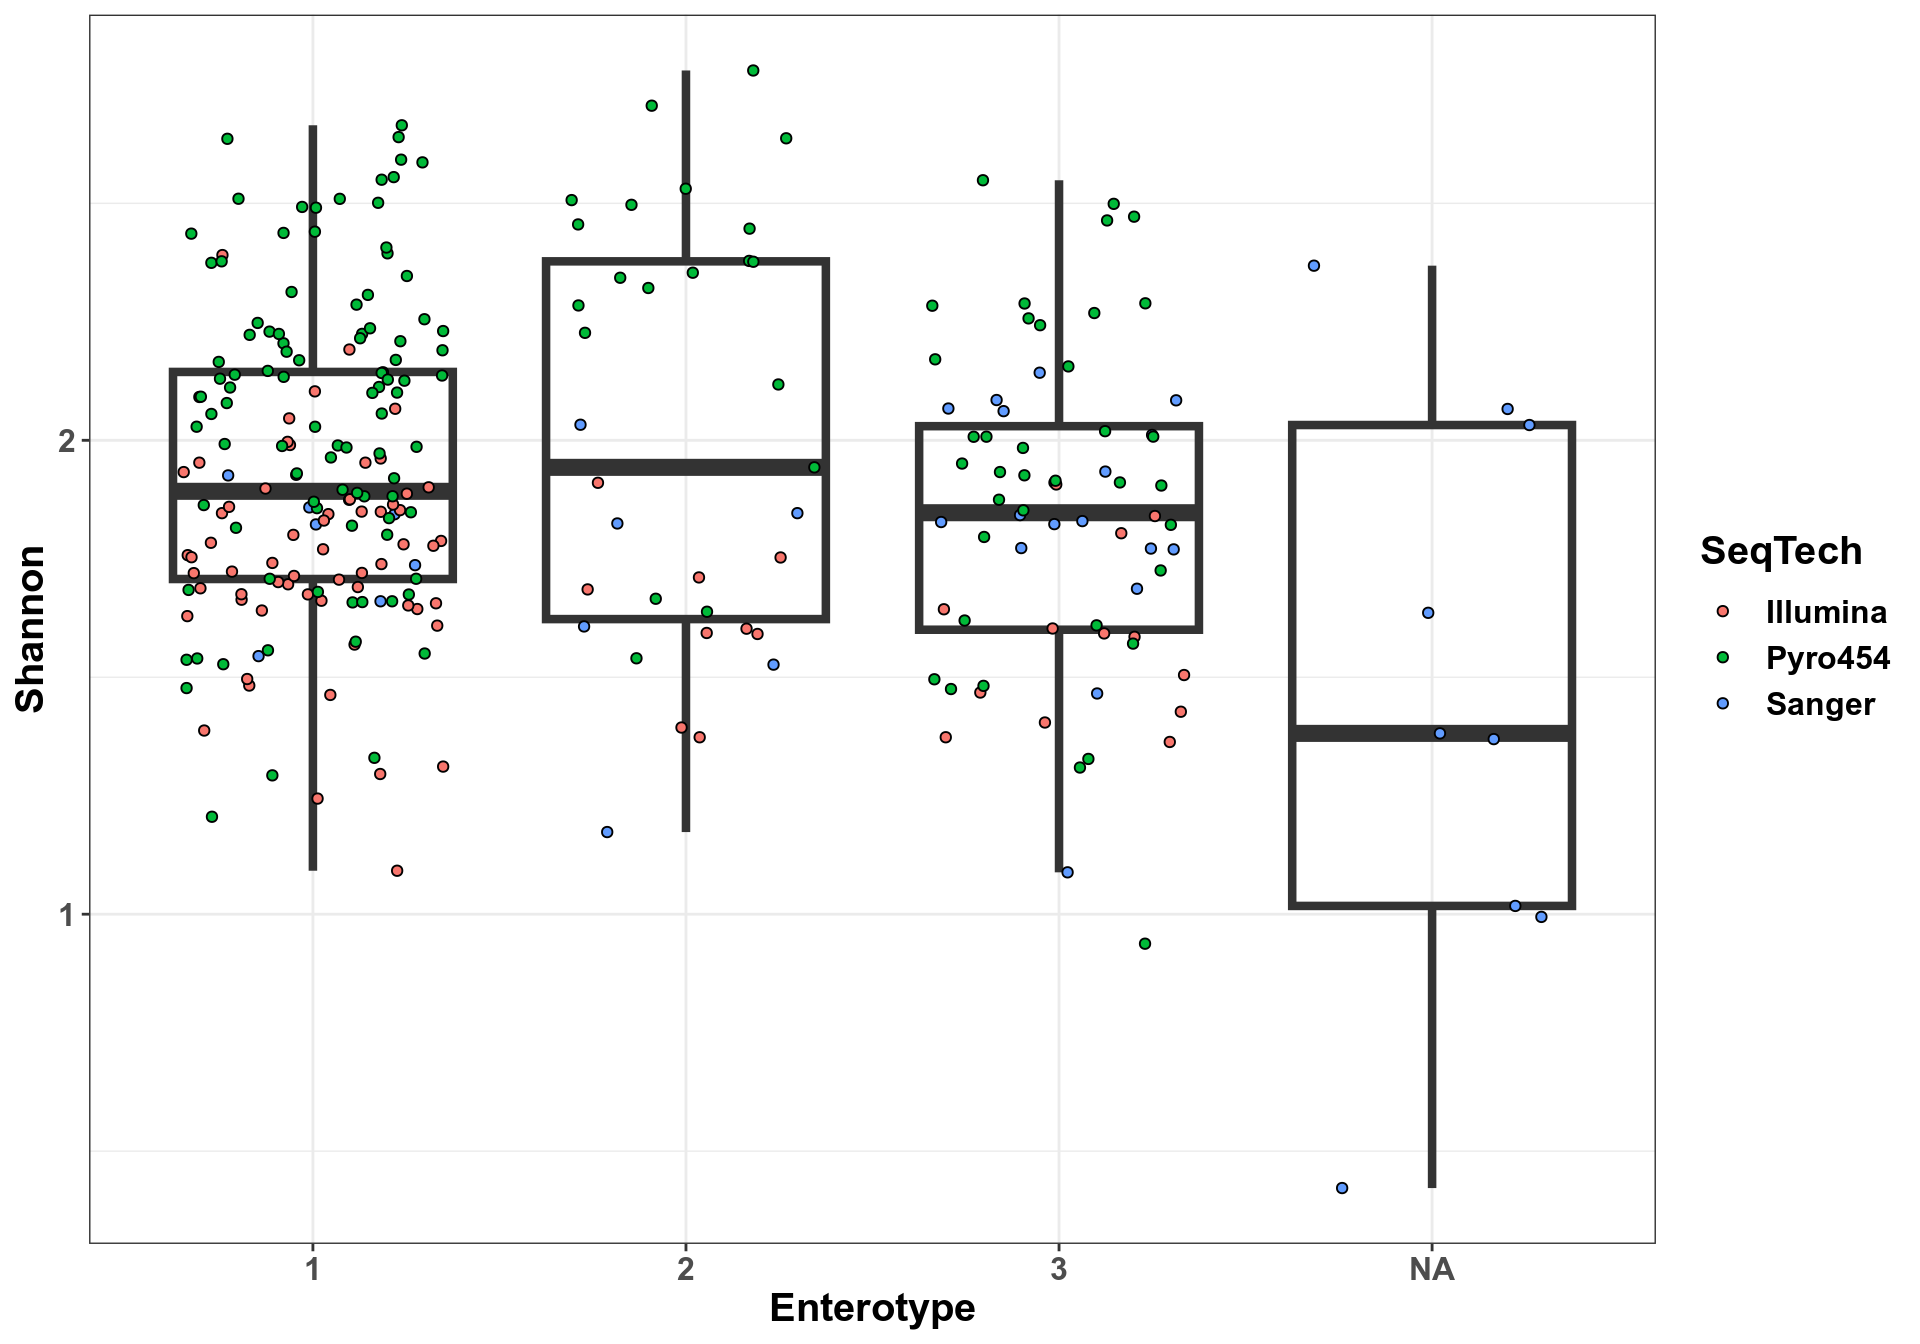 Shannon
2
1
1
2
3
NA
Enterotype
SeqTech
Illumina
Pyro454
Sanger